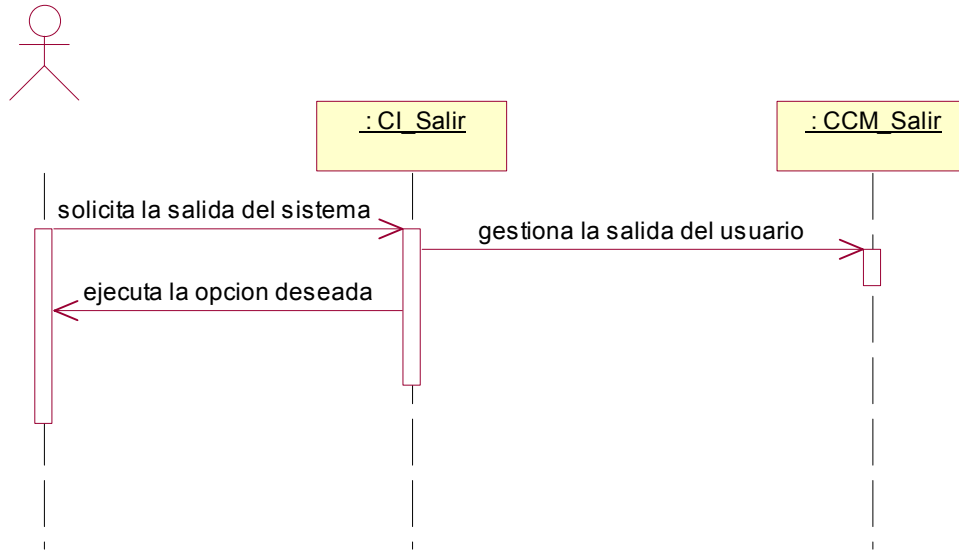 : CI_Salir
: CCM_Salir
solicita la salida del sistema
gestiona la salida del usuario
ejecuta la opcion deseada